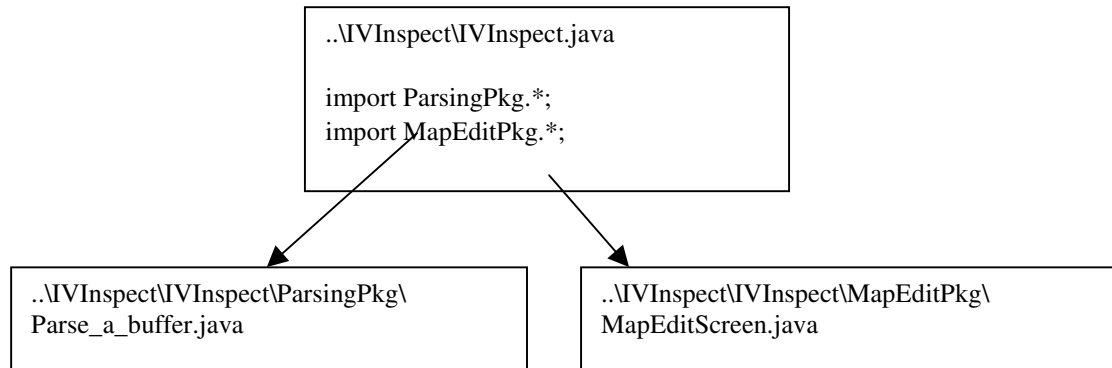 ..\IVInspect\IVInspect.java
import ParsingPkg.*;
import MapEditPkg.*;
..\IVInspect\IVInspect\ParsingPkg\
Parse_a_buffer.java
..\IVInspect\IVInspect\MapEditPkg\
MapEditScreen.java